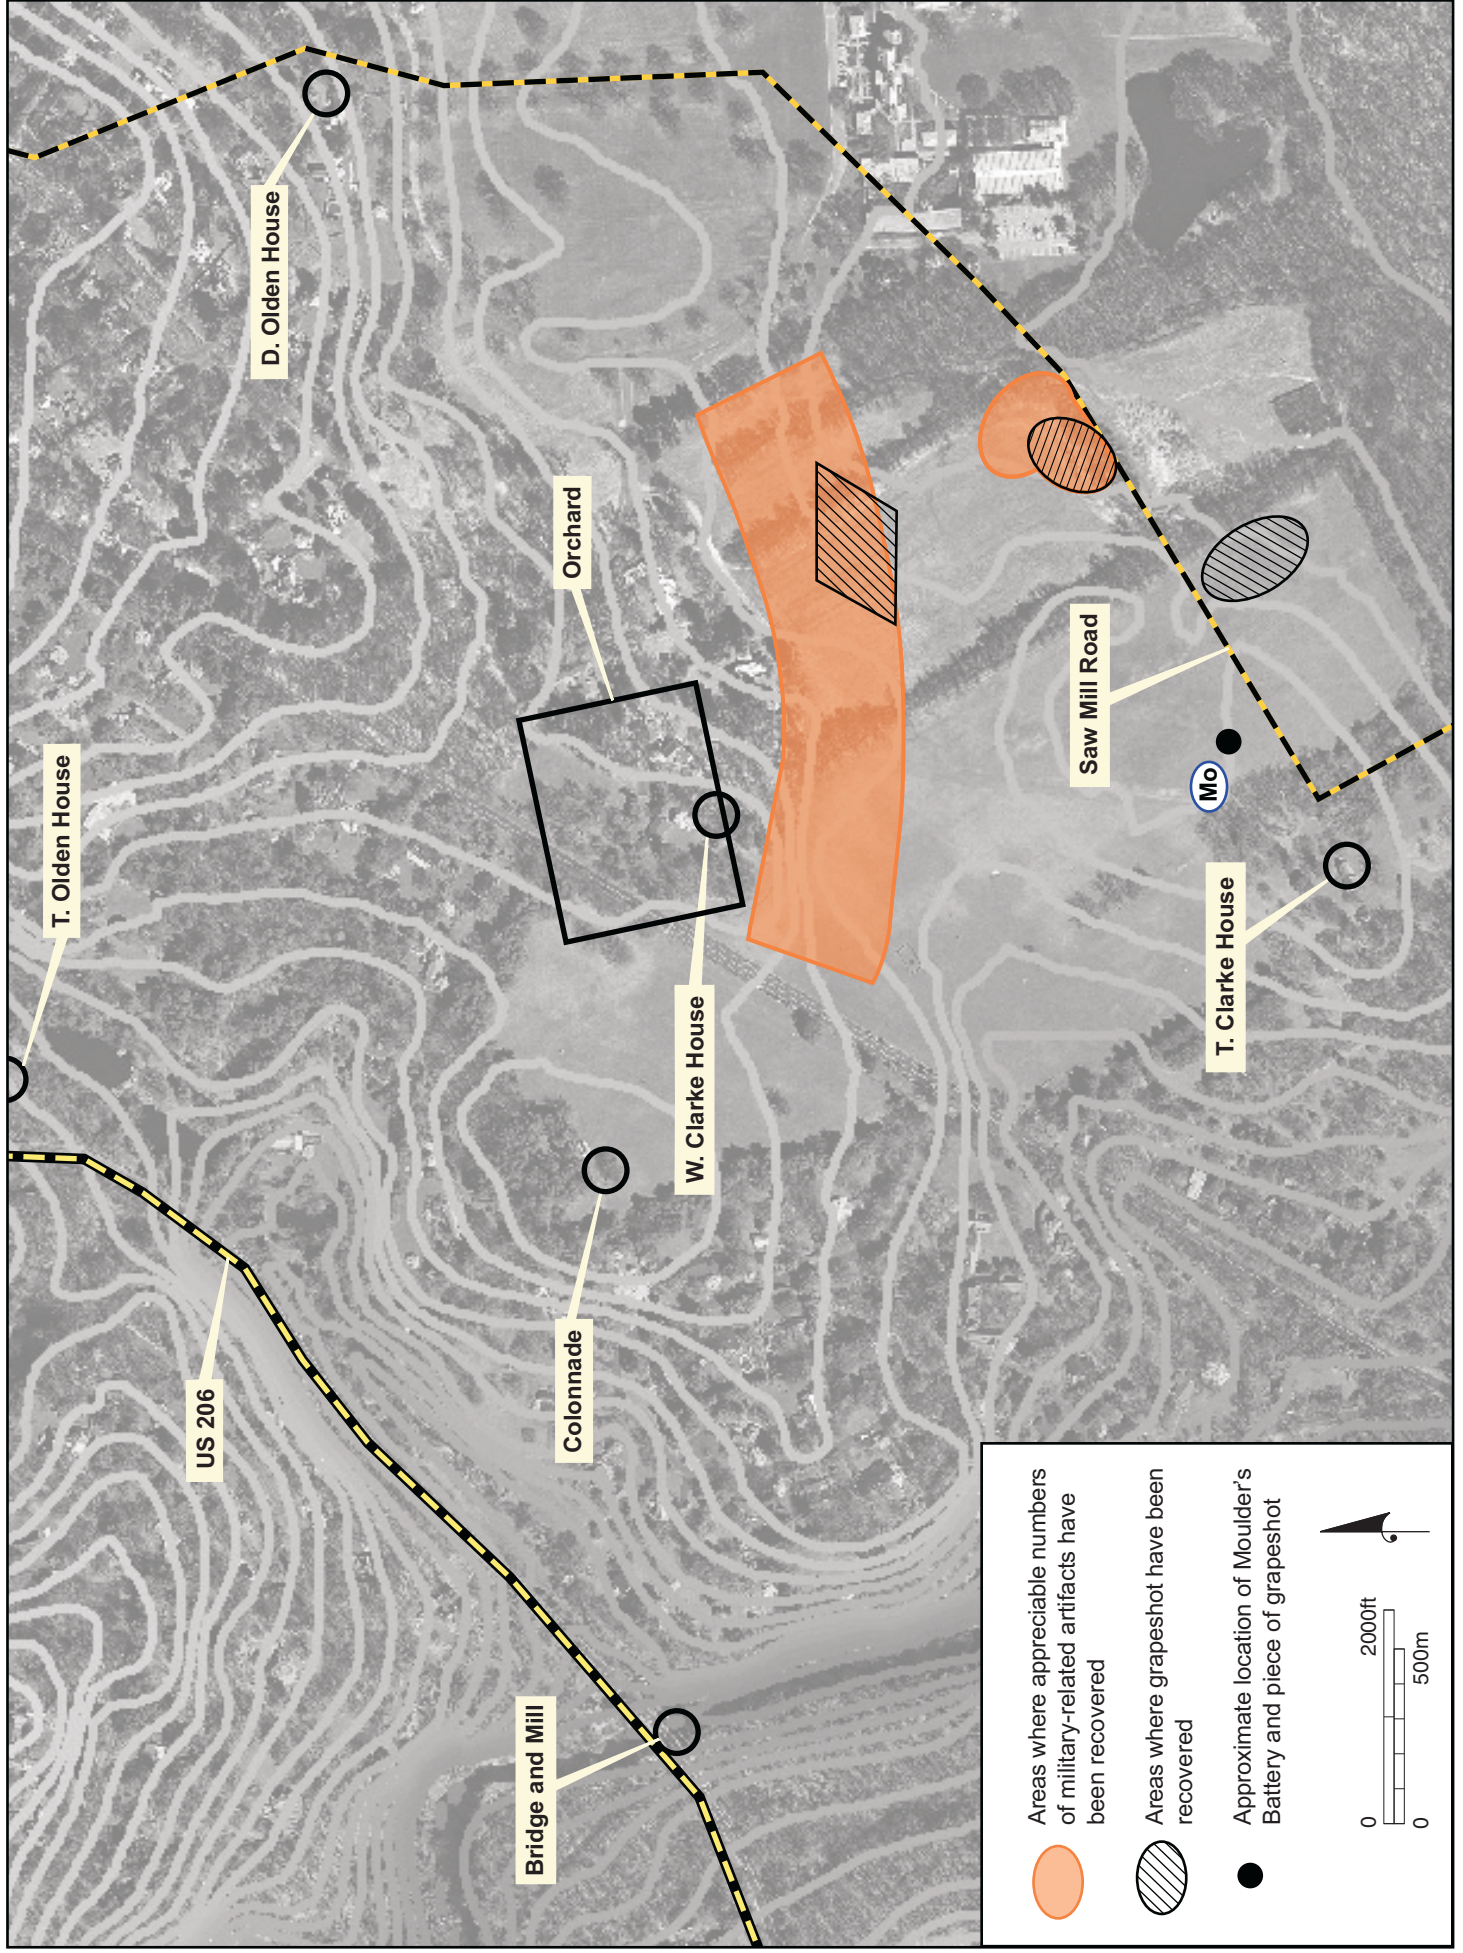 T. Olden House
D. Olden House
US 206
Orchard
Colonnade
W. Clarke House
Bridge and Mill
Saw Mill Road
Mo
T. Clarke House
Areas where appreciable numbers
of military-related artifacts have
been recovered
Areas where grapeshot have been
recovered
Approximate location of Moulder's
Battery and piece of grapeshot
0 2000ft
0 500m